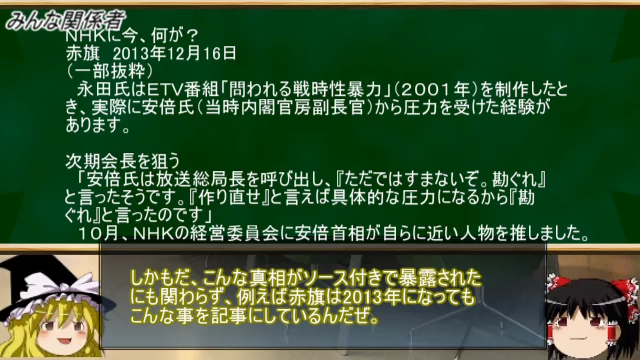 みんな関係者
NHKに今、何が?
赤旗 2013年12月16日
(一部抜粋)
永田氏はETV番組「問われる戦時性暴力」(2001年)を制作したと
き、実際に安倍氏(当時内閣官房副長官)から圧力を受けた経験が
あります。
次期会長を狙う
「安倍氏は放送総局長を呼び出し、『ただではすまないぞ。勘ぐれ』
と言ったそうです。『作り直せ』と言えば具体的な圧力になるから『勘
ぐれ』と言ったのです」
10月、NHKの経営委員会に安倍首相が自らに近い人物を推しました。
しかもだ、こんな真相がソース付きで暴露された
にも関わらず、例えば赤旗は2013年になっても
こんな事を記事にしているんだぜ。